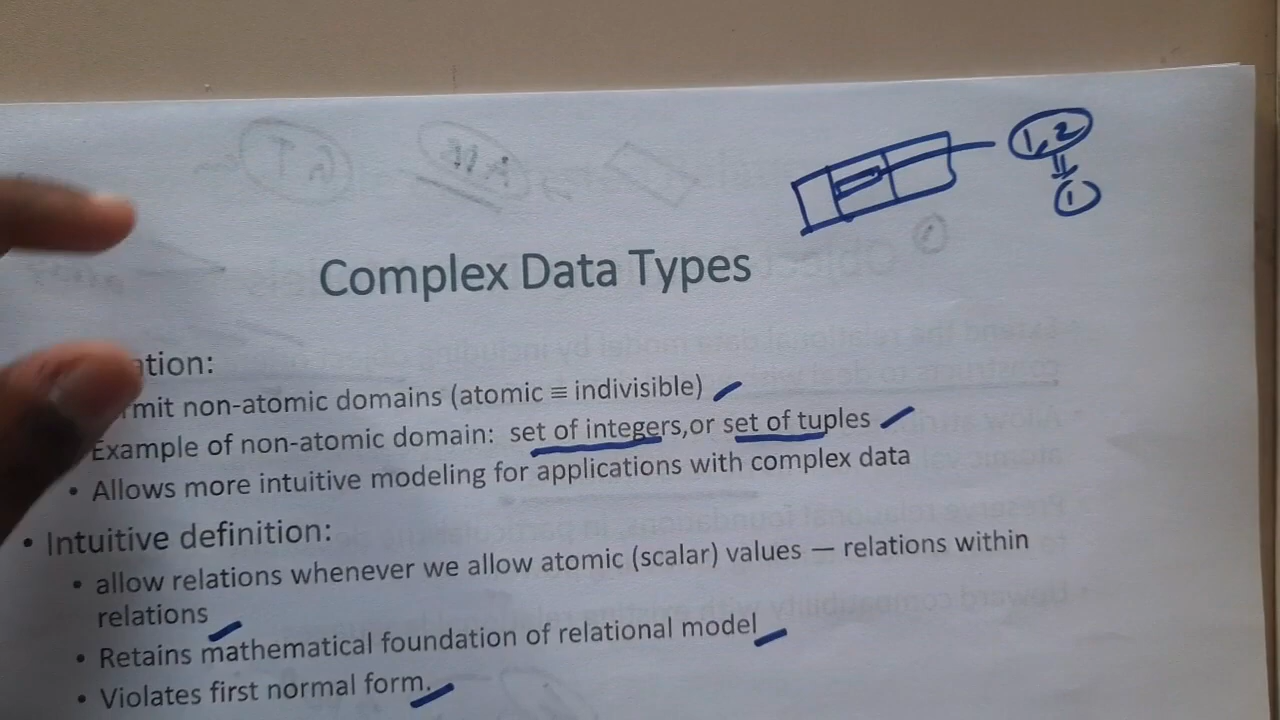 1, 2
1
Complex Data Types
ation:
rmit non-atomic domains (atomic ≡ indivisible)
Example of non-atomic domain: set of integers,or set of tuples
• Allows more intuitive modeling for applications with complex data
• Intuitive definition:
• allow relations whenever we allow atomic (scalar) values — relations within
relations
• Retains mathematical foundation of relational model
• Violates first normal form.